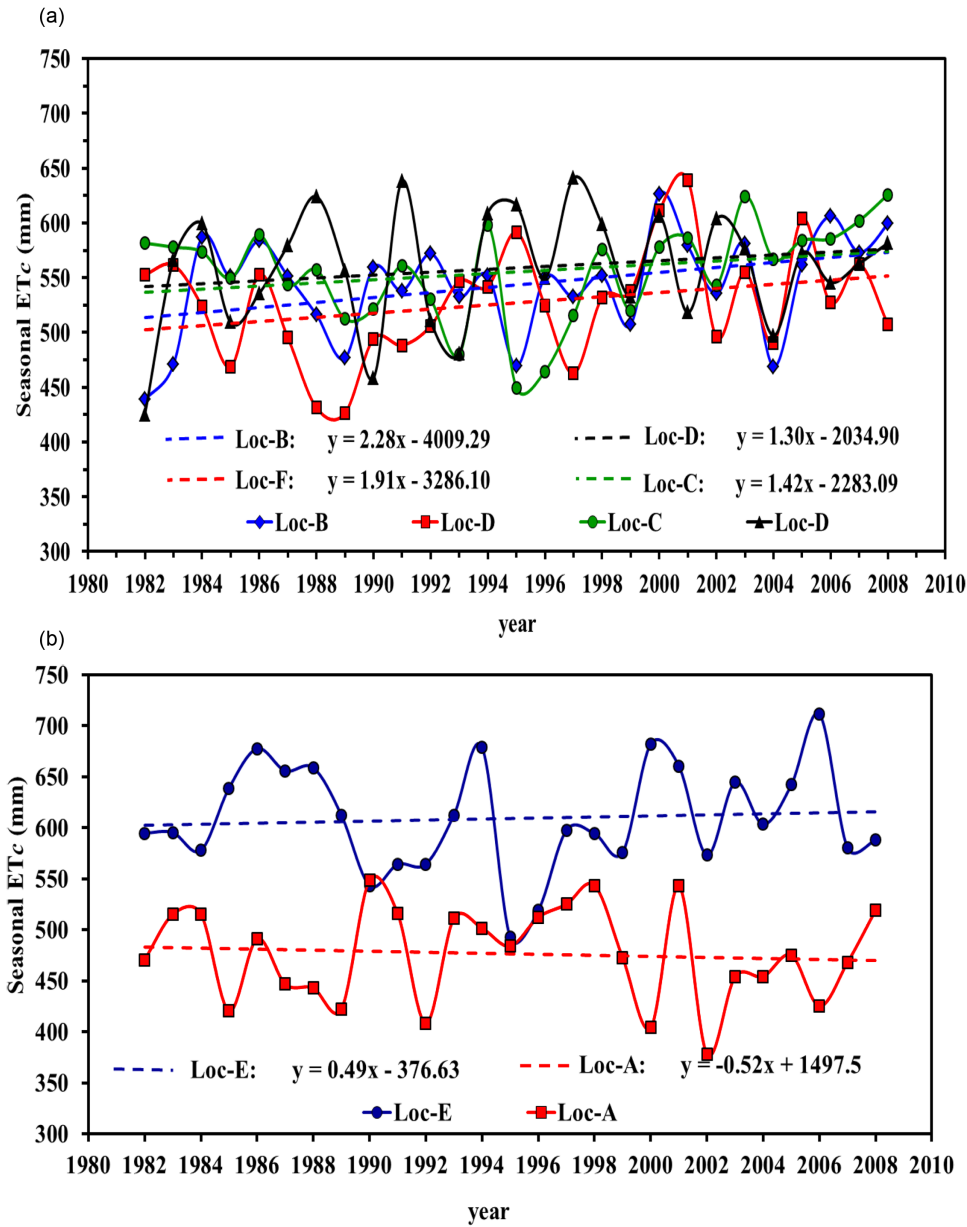 (a)
750
700
650
600
550
500
450
400
350
300
Seasonal ETc (mm)
Loc-B: y = 2.28x - 4009.29
Loc-D: y = 1.30x - 2034.90
Loc-F: y = 1.91x - 3286.10
Loc-C: y = 1.42x - 2283.09
Loc-B Loc-D Loc-C Loc-D
1980 1982 1984 1986 1988 1990 1992 1994 1996 1998 2000 2002 2004 2006 2008 2010
year
(b)
750
700
650
600
550
500
450
400
350
300
Seasonal ETc (mm)
Loc-E: y = 0.49x - 376.63
Loc-A: y = -0.52x + 1497.5
Loc-E Loc-A
1980 1982 1984 1986 1988 1990 1992 1994 1996 1998 2000 2002 2004 2006 2008 2010
year